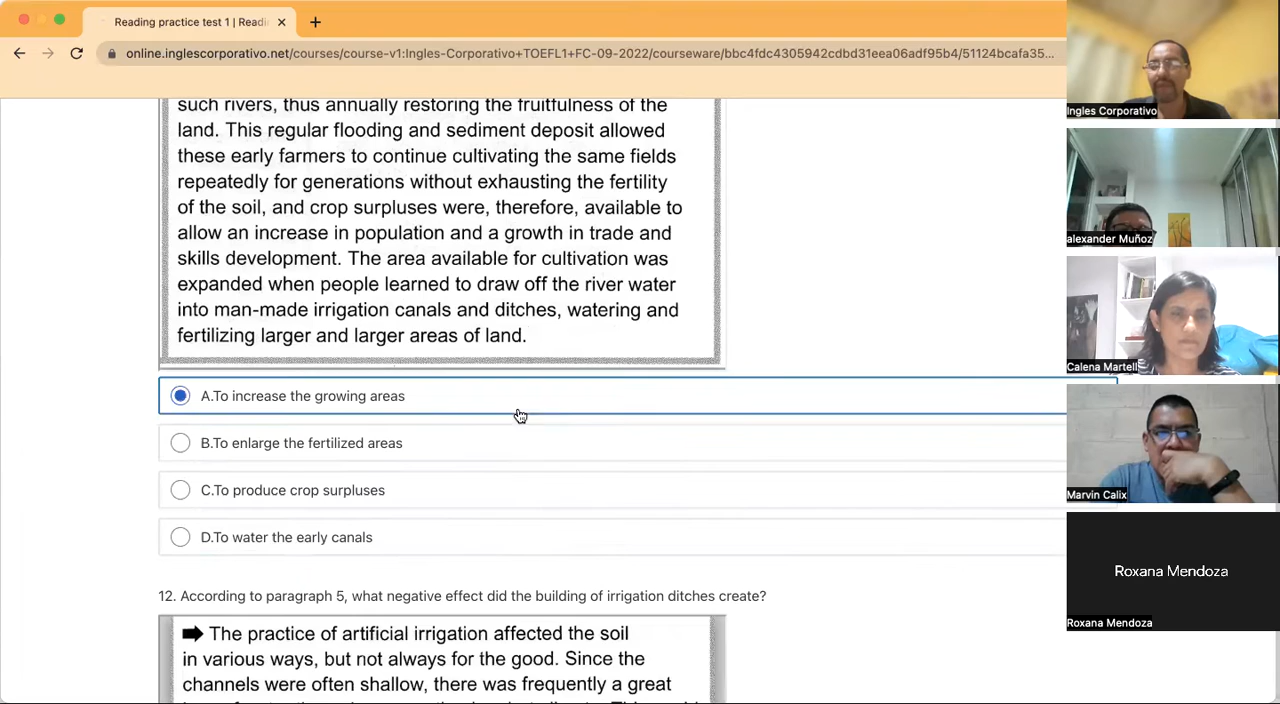 Reading practice test 1 | Readi
online.inglescorporativo.net/courses/course-v1:Ingles-Corporativo+TOEFL1+FC-09-2022/courseware/bbc4fdc4305942cdbd31eea06adf95b4/51124bcafa35...
such rivers, thus annually restoring the fruitfulness of the
land. This regular flooding and sediment deposit allowed
these early farmers to continue cultivating the same fields
repeatedly for generations without exhausting the fertility
of the soil, and crop surpluses were, therefore, available to
allow an increase in population and a growth in trade and
skills development. The area available for cultivation was
expanded when people learned to draw off the river water
into man-made irrigation canals and ditches, watering and
fertilizing larger and larger areas of land.
A.To increase the growing areas
B.To enlarge the fertilized areas
C.To produce crop surpluses
D.To water the early canals
12. According to paragraph 5, what negative effect did the building of irrigation ditches create?
➡ The practice of artificial irrigation affected the soil
in various ways, but not always for the good. Since the
channels were often shallow, there was frequently a great
Ingles Corporativo
alexander Muñoz
Calena Martell
Marvin Calix
Roxana Mendoza
Roxana Mendoza